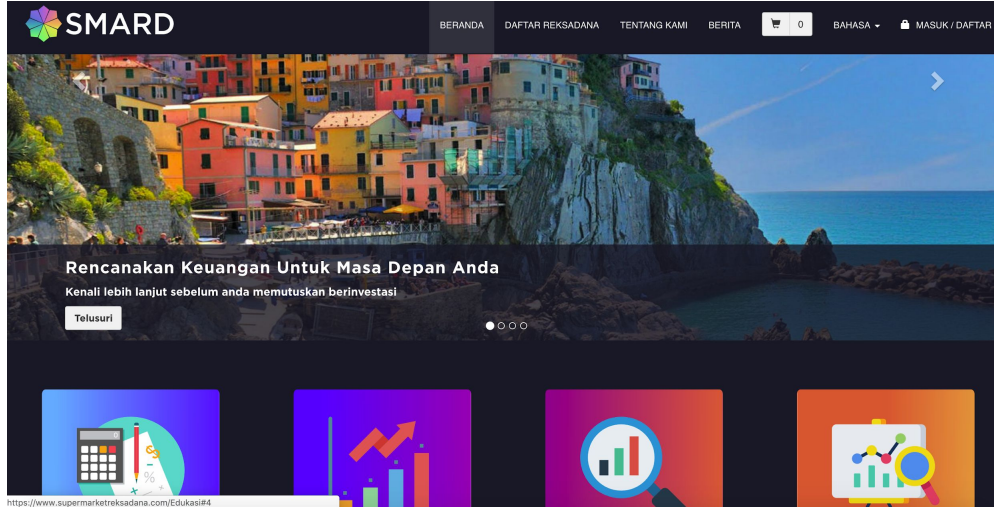 SMARD
BERANDA DAFTAR REKSADANA TENTANG KAMI BERITA 0 BAHASA MASUK / DAFTAR
Rencanakan Keuangan Untuk Masa Depan Anda
Kenali lebih lanjut sebelum anda memutuskan berinvestasi
Telusuri
0
%
https://www.supermarketreksadana.com/Edukasi#4